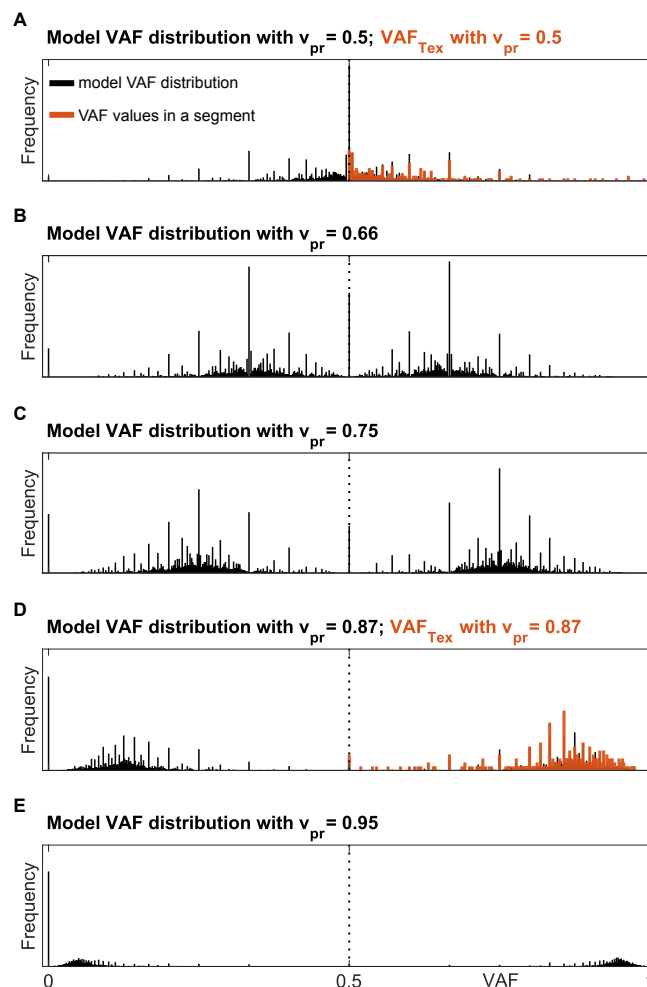 A
Model VAF distribution with v_pr = 0.5; VAF_Tex with v_pr = 0.5
model VAF distribution
VAF values in a segment
Frequency
B
Model VAF distribution with v_pr = 0.66
Frequency
C
Model VAF distribution with v_pr = 0.75
Frequency
D
Model VAF distribution with v_pr = 0.87; VAF_Tex with v_pr = 0.87
Frequency
E
Model VAF distribution with v_pr = 0.95
Frequency
0 0.5 VAF